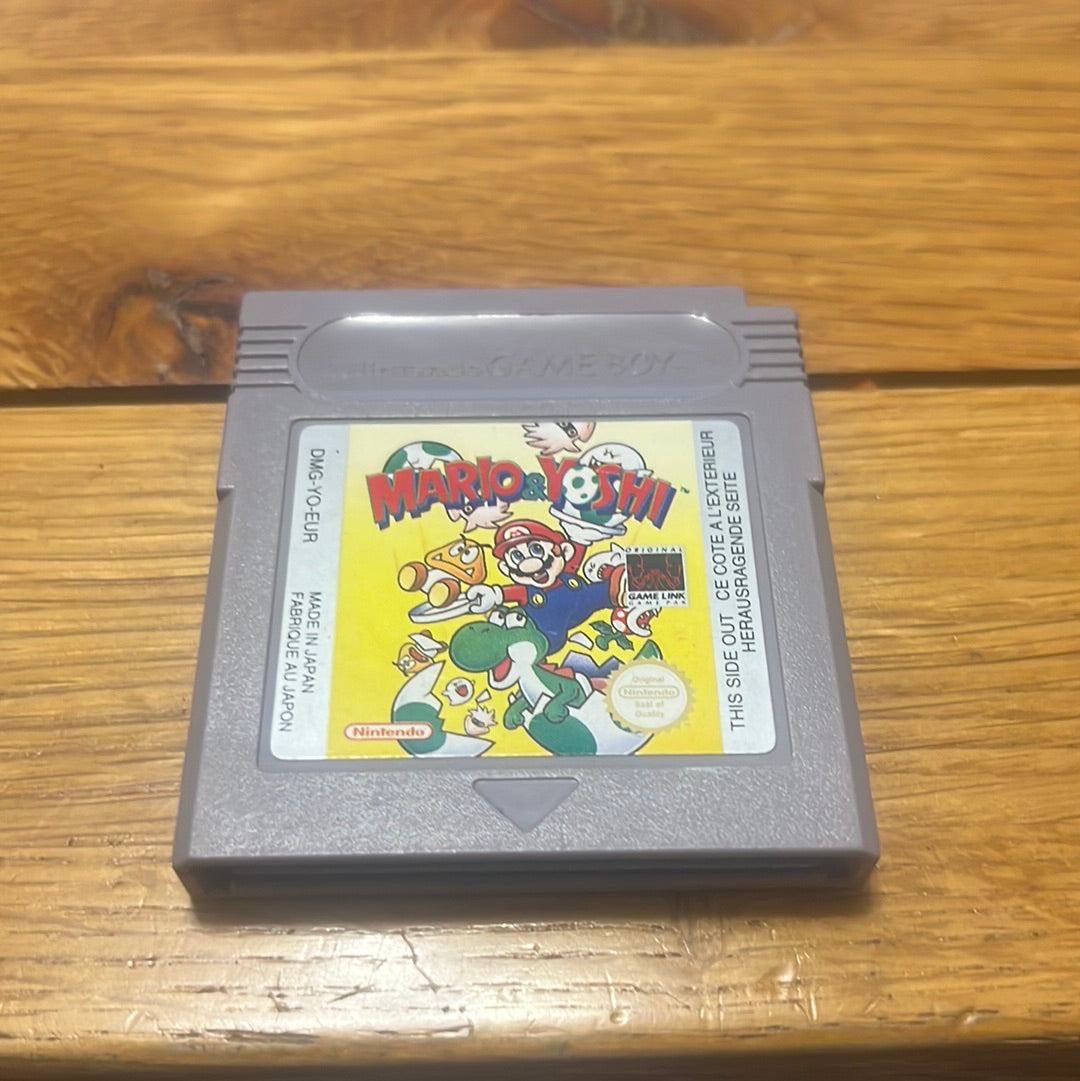 Nintendo GAME BOY
MARIO & YOSHI™
ORIGINAL
GAME LINK
GAME PAK
Original
Nintendo
Seal of
Quality
Nintendo
DMG-YO-EUR
MADE IN JAPAN
FABRIQUE AU JAPON
THIS SIDE OUT CE COTE A L'EXTERIEUR
HERAUSRAGENDE SEITE